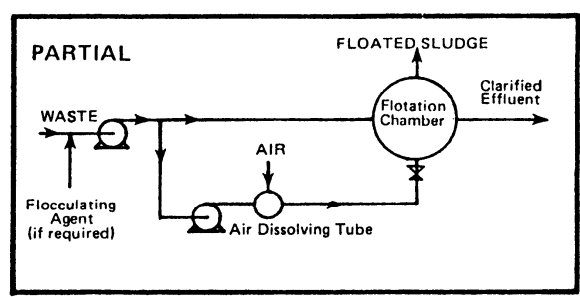 PARTIAL
FLOATED SLUDGE
Clarified
Effluent
WASTE
Flotation
Chamber
AIR
Flocculating
Agent
(if required)
Air Dissolving Tube